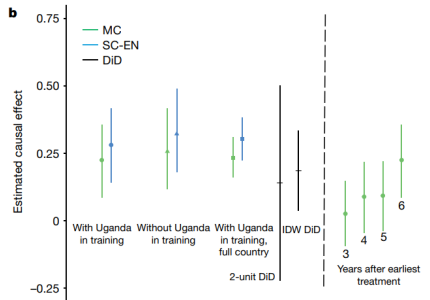 b
0.75
0.50
0.25
0
−0.25
Estimated causal effect
MC
SC-EN
DiD
With Uganda
in training
Without Uganda
in training
With Uganda
in training,
full country
2-unit DiD
IDW DiD
3
4
5
6
Years after earliest
treatment